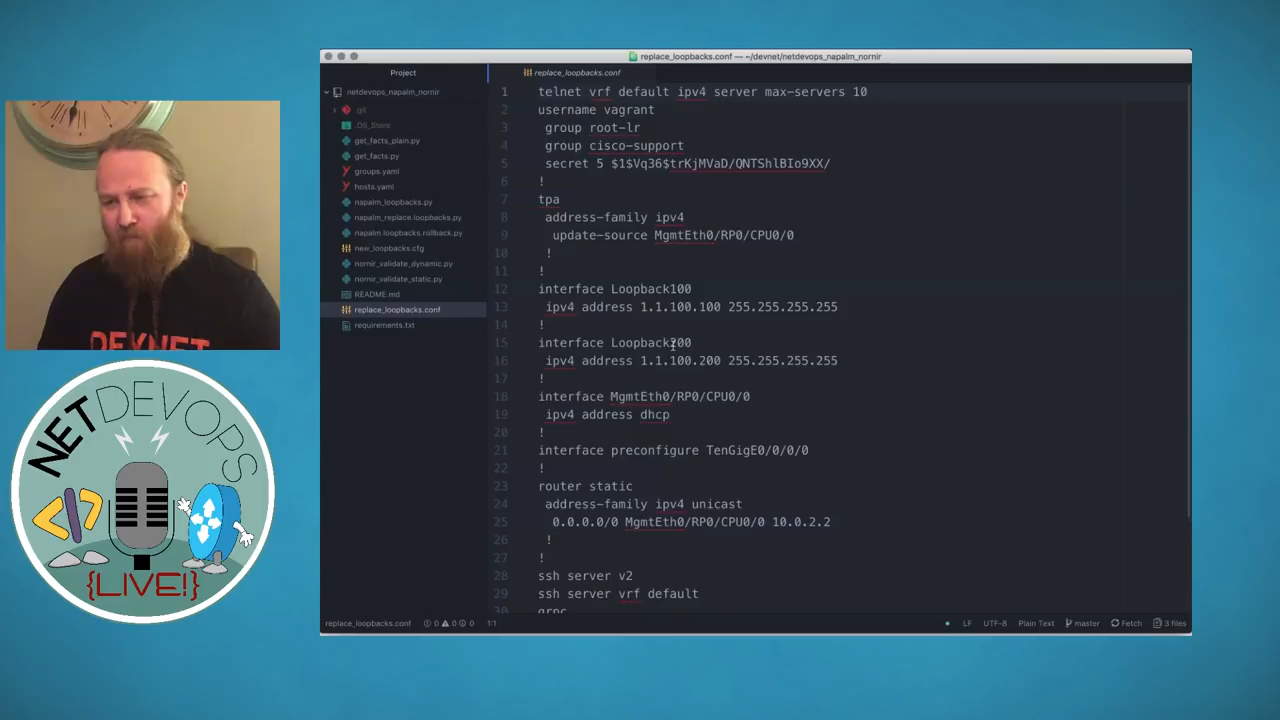 replace_loopbacks.conf — ~/devnet/netdevops_napalm_nornir
Project
replace_loopbacks.conf
netdevops_napalm_nornir
.git
.DS_Store
get_facts_plain.py
get_facts.py
groups.yaml
hosts.yaml
napalm_loopbacks.py
napalm_replace.loopbacks.py
napalm loopbacks.rollback.py
new_loopbacks.cfg
nornir_validate_dynamic.py
nornir_validate_static.py
README.md
replace_loopbacks.conf
requirements.txt
1 telnet vrf default ipv4 server max-servers 10
2 username vagrant
3 group root-lr
4 group cisco-support
5 secret 5 $1$Vq36$trKjMVaD/QNTShlBIo9XX/
6 !
7 tpa
8 address-family ipv4
9 update-source MgmtEth0/RP0/CPU0/0
10 !
11 !
12 interface Loopback100
13 ipv4 address 1.1.100.100 255.255.255.255
14 !
15 interface Loopback200
16 ipv4 address 1.1.100.200 255.255.255.255
17 !
18 interface MgmtEth0/RP0/CPU0/0
19 ipv4 address dhcp
20 !
21 interface preconfigure TenGigE0/0/0/0
22 !
23 router static
24 address-family ipv4 unicast
25 0.0.0.0/0 MgmtEth0/RP0/CPU0/0 10.0.2.2
26 !
27 !
28 ssh server v2
29 ssh server vrf default
30 grpc
replace_loopbacks.conf 0 0 0 1:1 LF UTF-8 Plain Text master Fetch 3 files
DEVNET
NETDEVOPS
</>
{LIVE!}